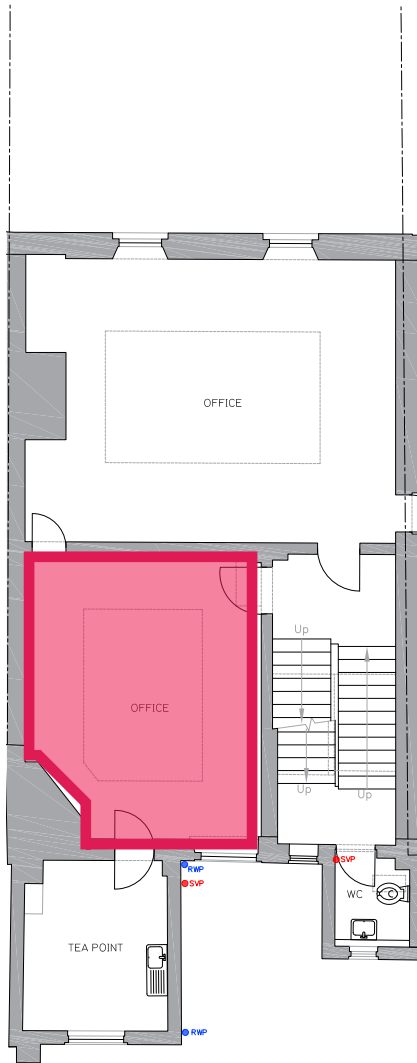 OFFICE
Up
OFFICE
Up
Up
SVP
RWP
SVP
WC
TEA POINT
RWP